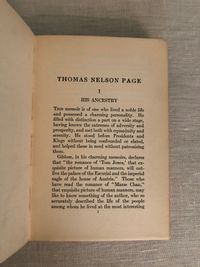 THOMAS NELSON PAGE
I
HIS ANCESTRY
This memoir is of one who lived a noble life
and possessed a charming personality. He
filled with distinction a part on a wide stage,
having known the extremes of adversity and
prosperity, and met both with equanimity and
serenity. He stood before Presidents and
Kings without being confounded or elated,
and helped those in need without patronizing
them.
Gibbon, in his charming memoirs, declares
that "the romance of 'Tom Jones,' that ex-
quisite picture of human manners, will out-
live the palace of the Escurial and the imperial
eagle of the house of Austria." Those who
have read the romance of "Marse Chan,"
that exquisite picture of human manners, may
like to know something of the author, who so
accurately described the life of the people
among whom he lived at the most interesting
1